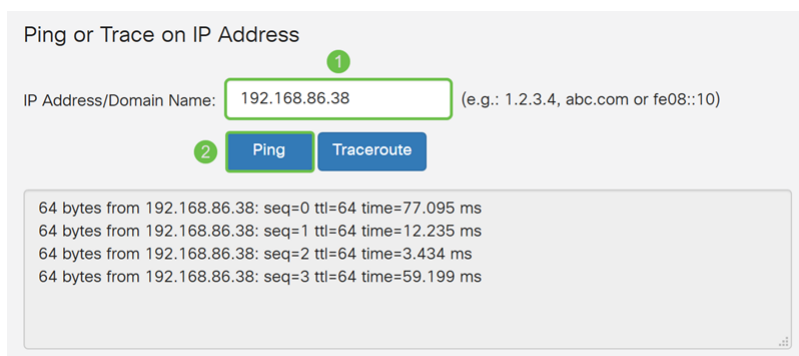 Ping or Trace on IP Address
1
IP Address/Domain Name: 192.168.86.38 (e.g.: 1.2.3.4, abc.com or fe08::10)
2 Ping Traceroute
64 bytes from 192.168.86.38: seq=0 ttl=64 time=77.095 ms
64 bytes from 192.168.86.38: seq=1 ttl=64 time=12.235 ms
64 bytes from 192.168.86.38: seq=2 ttl=64 time=3.434 ms
64 bytes from 192.168.86.38: seq=3 ttl=64 time=59.199 ms